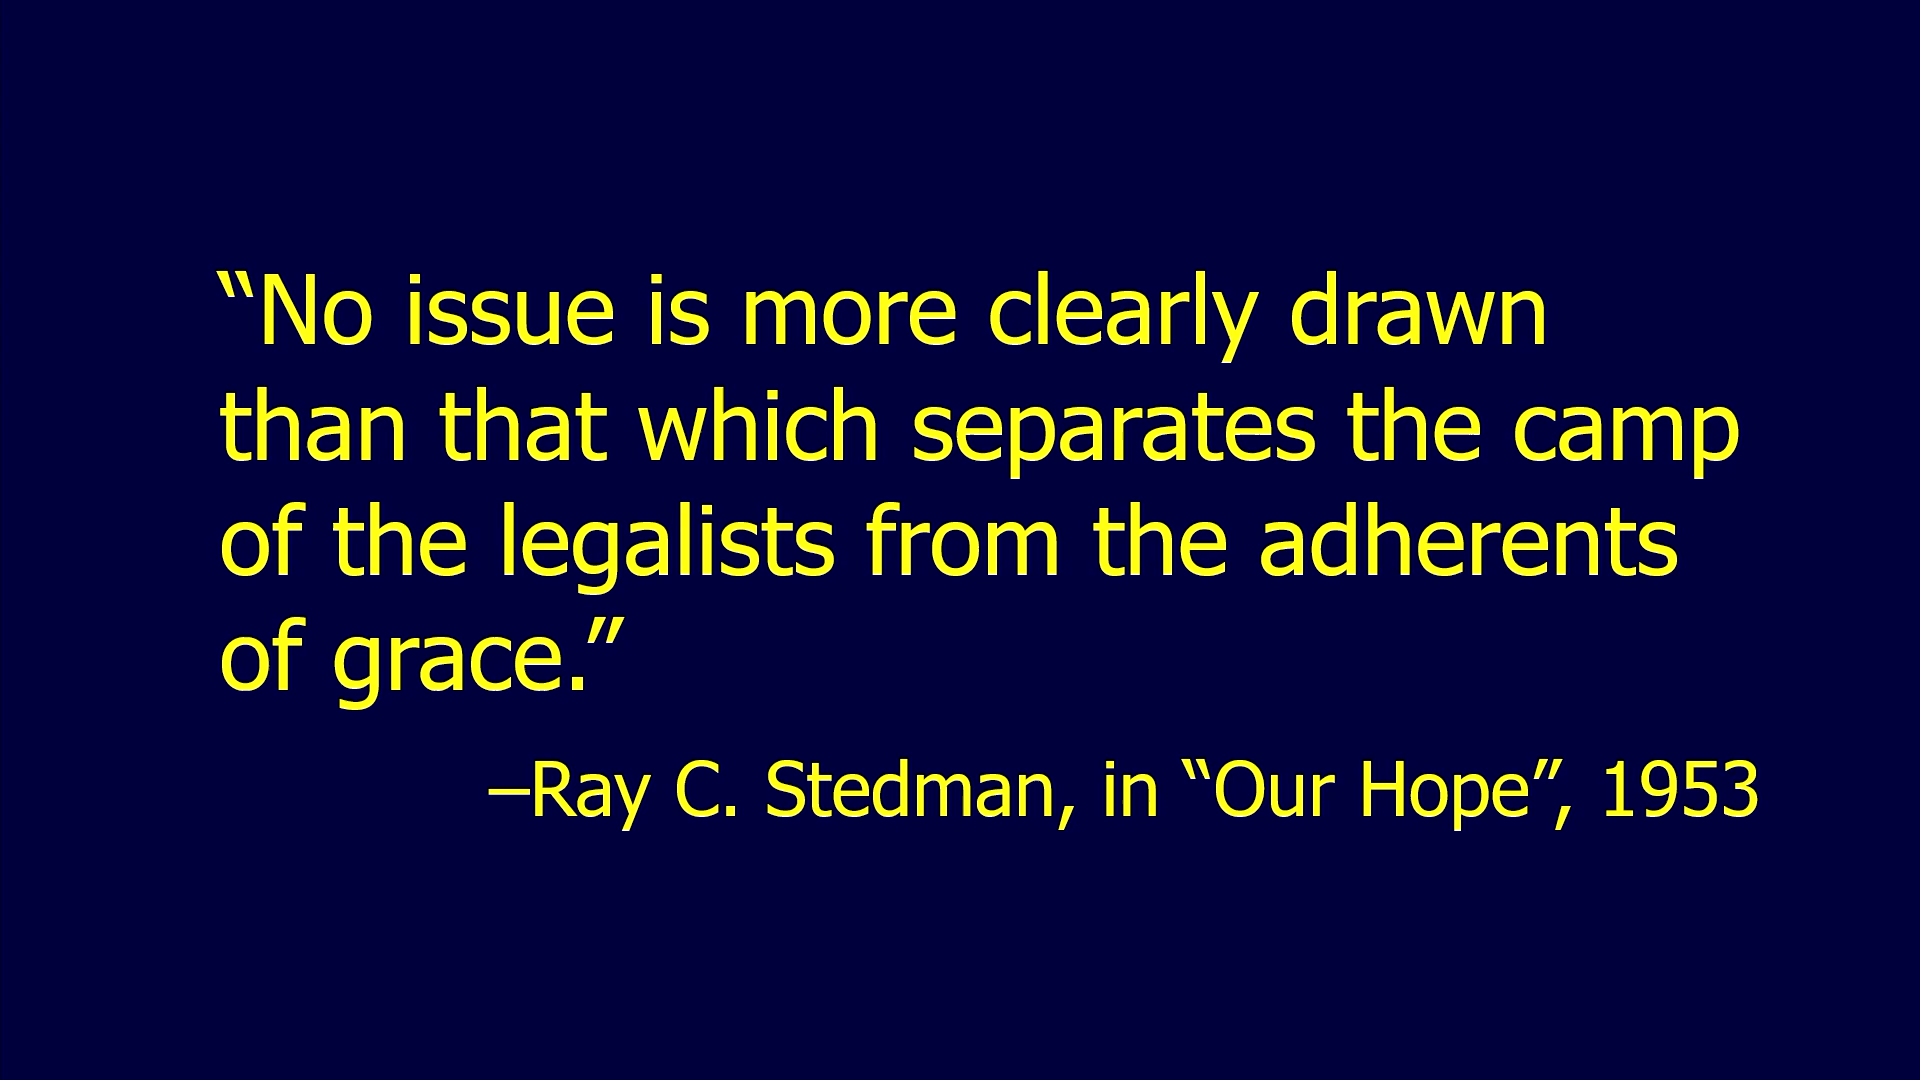 “No issue is more clearly drawn
than that which separates the camp
of the legalists from the adherents
of grace.”
–Ray C. Stedman, in “Our Hope”, 1953